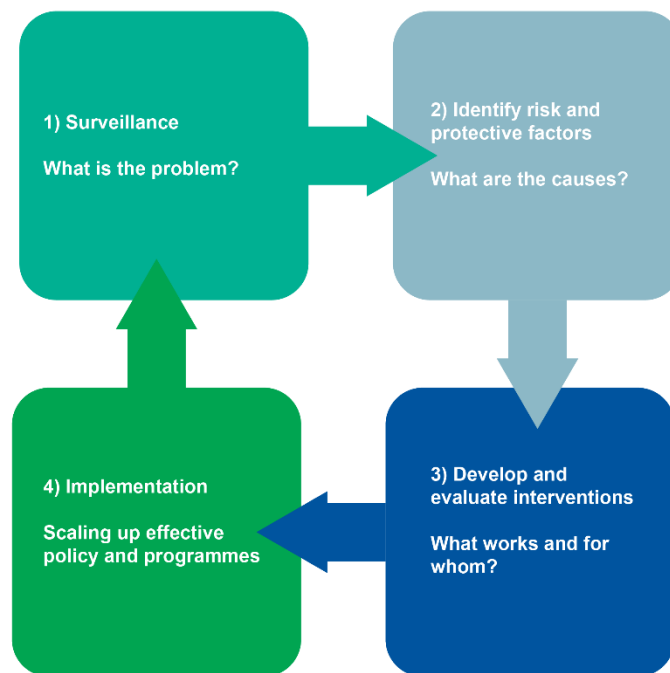 1) Surveillance
What is the problem?
2) Identify risk and
protective factors
What are the causes?
3) Develop and
evaluate interventions
What works and for
whom?
4) Implementation
Scaling up effective
policy and programmes